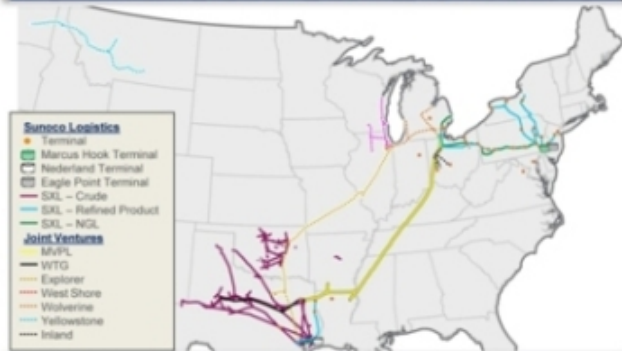 Sunoco Logistics
Terminal
Marcus Hook Terminal
Nederland Terminal
Eagle Point Terminal
SXL – Crude
SXL – Refined Product
SXL – NGL
Joint Ventures
MVPL
WTG
Explorer
West Shore
Wolverine
Yellowstone
Inland